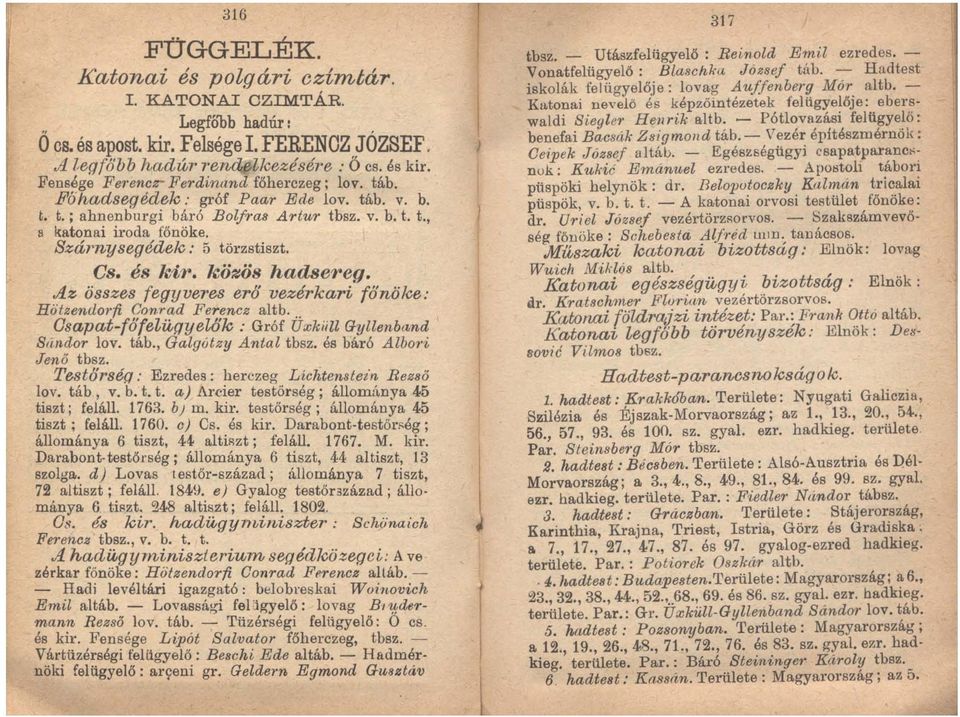 316
FÜGGELÉK.
Katonai és polgári czímtár.
I. KATONAI CZIMTÁR.
Legfőbb hadúr:
Ő cs. és apost. kir. Felsége I. FERENCZ JÓZSEF.
A legfőbb hadúr rendelkezésére : Ő cs. és kir.
Fensége Ferencz-Ferdinand főherczeg; lov. táb.
Főhadsegédek: gróf Paar Ede lov. táb. v. b.
t. t.; ahnenburgi báró Bolfras Artur tbsz. v. b. t. t.,
s katonai iroda főnöke.
Szárnysegédek: 5 törzstiszt.
Cs. és kir. közös hadsereg.
Az összes fegyveres erő vezérkari főnöke:
Hötzendorfi Conrad Ferencz altb.
Csapat-főfelügyelők : Gróf Üxküll Gyllenband
Sándor lov. táb., Galgótzy Antal tbsz. és báró Albori
Jenő tbsz.
Testőrség: Ezredes: herczeg Lichtenstein Rezső
lov. táb, v. b. t. t. a) Arcier testőrség; állománya 45
tiszt; feláll. 1763. b) m. kir. testőrség; állománya 45
tiszt; feláll. 1760. c) Cs. és kir. Darabont-testőrség;
állománya 6 tiszt, 44 altiszt; feláll. 1767. M. kir.
Darabont-testőrség; állománya 6 tiszt, 44 altiszt, 13
szolga. d) Lovas testőr-század; állománya 7 tiszt,
72 altiszt; feláll. 1849. e) Gyalog testőrszázad; állo-
mánya 6 tiszt. 248 altiszt; feláll. 1802.
Cs. és kir. hadügyminiszter: Schönaich
Ferencz tbsz., v. b. t. t.
A hadügyminiszterium segédközegei: A ve
zérkar főnöke: Hötzendorfi Conrad Ferencz altáb. —
— Hadi levéltári igazgató: belobreskai Woinovich
Emil altáb. — Lovassági felügyelő: lovag Bruder-
mann Rezső lov. táb. — Tüzérségi felügyelő: Ő cs.
és kir. Fensége Lipót Salvator főherczeg, tbsz. —
Vártüzérségi felügyelő: Beschi Ede altáb. — Hadmér-
nöki felügyelő: arçeni gr. Geldern Egmond Gusztáv
317
tbsz. — Utászfelügyelő : Reinold Emil ezredes. —
Vonatfelügyelő : Blaschka József táb. — Hadtest
iskolák felügyelője: lovag Auffenberg Mór altb. —
Katonai nevelő és képzőintézetek felügyelője: ebers-
waldi Siegler Henrik altb. — Pótlovazási felügyelő:
benefai Bacsák Zsigmond táb. — Vezér építészmérnök:
Ceipek József altáb. — Egészségügyi csapatparancs-
nok: Kukić Emánuel ezredes. — Apostoli tábori
püspöki helynök: dr. Belopotoczky Kálmán tricalai
püspök, v. b. t. t. — A katonai orvosi testület főnöke:
dr. Uriel József vezértörzsorvos. — Szakszámvevő-
ség főnöke : Schebesta Alfréd min. tanácsos.
Műszaki katonai bizottság: Elnök: lovag
Wuich Miklós altb.
Katonai egészségügyi bizottság : Elnök :
dr. Kratschmer Flórian vezértörzsorvos.
Katonai földrajzi intézet: Par.: Frank Ottó altáb.
Katonai legfőbb törvényszék: Elnök: Des-
sović Vilmos tbsz.
Hadtest-parancsnokságok.
1. hadtest: Krakkóban. Területe: Nyugati Galiczia,
Szilézia és Éjszak-Morvaország; az 1., 13., 20., 54.,
56., 57., 93. és 100. sz. gyal. ezr. hadkieg. területe.
Par. Steinsberg Mór tbsz.
2. hadtest: Bécsben. Területe: Alsó-Ausztria és Dél-
Morvaország; a 3., 4., 8., 49., 81., 84. és 99. sz. gyal.
ezr. hadkieg. területe. Par. : Fiedler Nándor tábsz.
3. hadtest: Gráczban. Területe: Stájerország,
Karinthia, Krajna, Triest, Istria, Görz és Gradiska;
a 7., 17., 27., 47., 87. és 97. gyalog-ezred hadkieg.
területe. Par. : Potiorek Oszkár altb.
4. hadtest: Budapesten. Területe: Magyarország; a 6.,
23., 32., 38., 44., 52., 68., 69. és 86. sz. gyal. ezr. hadkieg.
területe. Par.: Gr. Üxküll-Gyllenband Sándor lov. táb.
5. hadtest: Pozsonyban. Területe: Magyarország;
a 12., 19., 26., 48., 71., 72., 76. és 83. sz. gyal. ezr. had-
kieg. területe. Par. : Báró Steininger Károly tbsz.
6. hadtest: Kassán. Területe : Magyarország; az 5.